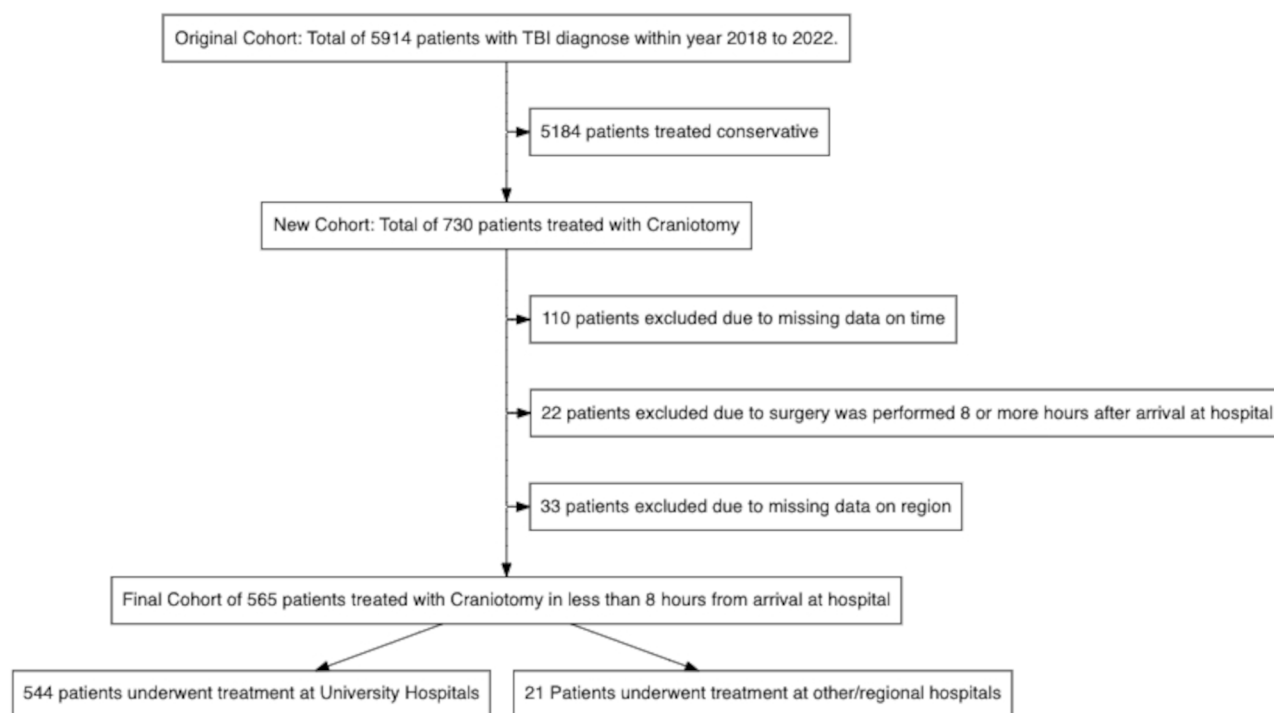 Original Cohort: Total of 5914 patients with TBI diagnose within year 2018 to 2022.
5184 patients treated conservative
New Cohort: Total of 730 patients treated with Craniotomy
110 patients excluded due to missing data on time
22 patients excluded due to surgery was performed 8 or more hours after arrival at hospital
33 patients excluded due to missing data on region
Final Cohort of 565 patients treated with Craniotomy in less than 8 hours from arrival at hospital
544 patients underwent treatment at University Hospitals
21 Patients underwent treatment at other/regional hospitals